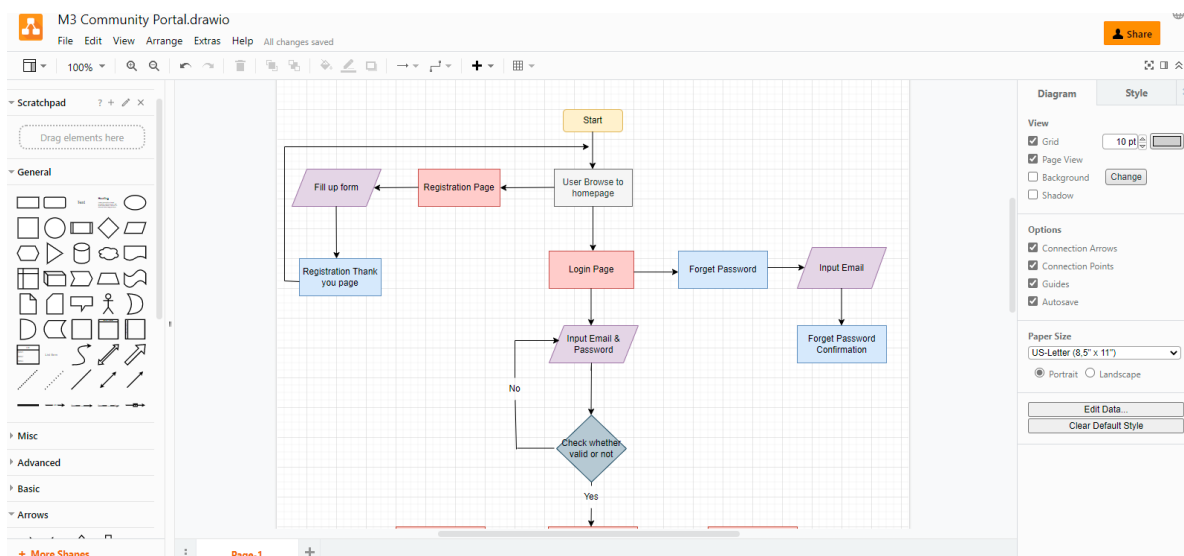 M3 Community Portal.drawio
File Edit View Arrange Extras Help All changes saved
Share
100%
Scratchpad ?
Drag elements here
General
Text
Misc
Advanced
Basic
Arrows
+ More Shapes
Start
User Browse to
homepage
Registration Page
Fill up form
Registration Thank
you page
Login Page
Forget Password
Input Email
Forget Password
Confirmation
Input Email &
Password
No
Check whether
valid or not
Yes
Page-1
Diagram Style
View
Grid 10 pt
Page View
Background Change
Shadow
Options
Connection Arrows
Connection Points
Guides
Autosave
Paper Size
US-Letter (8,5" x 11")
Portrait Landscape
Edit Data...
Clear Default Style